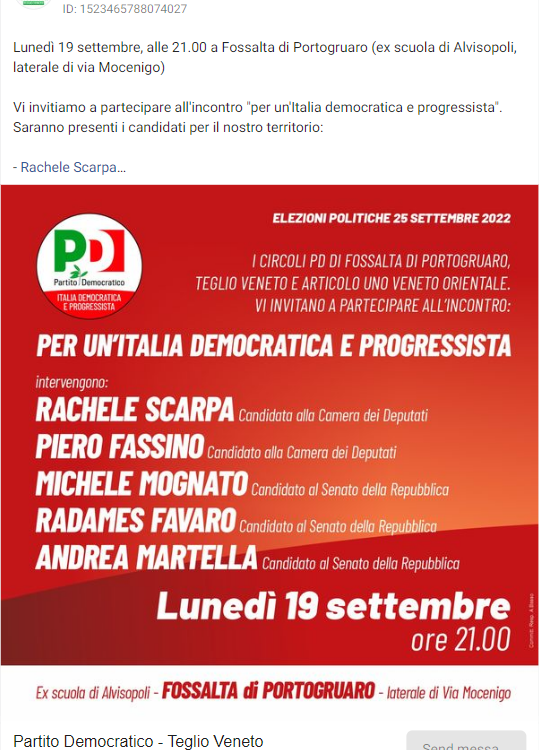 ID: 1523465788074027
Lunedì 19 settembre, alle 21.00 a Fossalta di Portogruaro (ex scuola di Alvisopoli,
laterale di via Mocenigo)
Vi invitiamo a partecipare all'incontro "per un'Italia democratica e progressista".
Saranno presenti i candidati per il nostro territorio:
- Rachele Scarpa...
ELEZIONI POLITICHE 25 SETTEMBRE 2022
PD
Partito Democratico
ITALIA DEMOCRATICA
E PROGRESSISTA
I CIRCOLI PD DI FOSSALTA DI PORTOGRUARO,
TEGLIO VENETO E ARTICOLO UNO VENETO ORIENTALE.
VI INVITANO A PARTECIPARE ALL'INCONTRO:
PER UN'ITALIA DEMOCRATICA E PROGRESSISTA
intervengono:
RACHELE SCARPA Candidata alla Camera dei Deputati
PIERO FASSINO Candidato alla Camera dei Deputati
MICHELE MOGNATO Candidato al Senato della Repubblica
RADAMES FAVARO Candidato al Senato della Repubblica
ANDREA MARTELLA Candidato al Senato della Repubblica
Lunedì 19 settembre
ore 21.00
Ex scuola di Alvisopoli - FOSSALTA di PORTOGRUARO - laterale di Via Mocenigo
Partito Democratico - Teglio Veneto
Send messa...